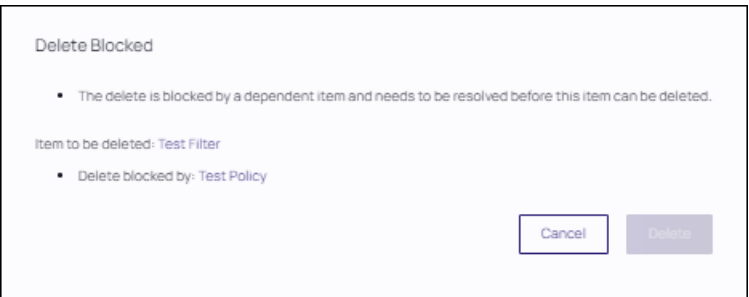 Delete Blocked
• The delete is blocked by a dependent item and needs to be resolved before this item can be deleted.
Item to be deleted: Test Filter
• Delete blocked by: Test Policy
Cancel Delete